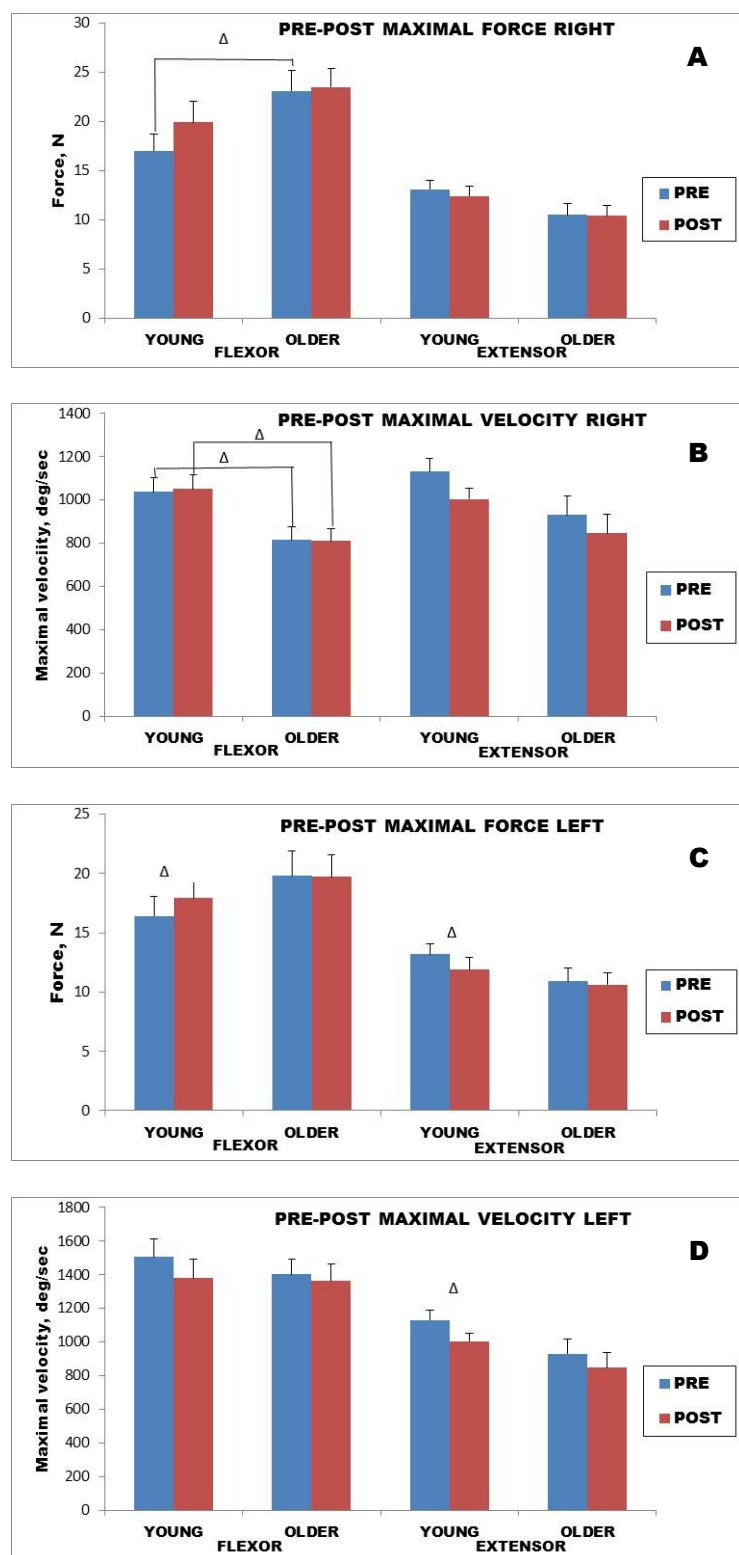 PRE-POST MAXIMAL FORCE RIGHT
A
30
25
20
15
10
5
0
Force, N
Δ
PRE
POST
YOUNG OLDER YOUNG OLDER
FLEXOR EXTENSOR
PRE-POST MAXIMAL VELOCITY RIGHT
B
1400
1200
1000
800
600
400
200
0
Maximal velociity, deg/sec
Δ
Δ
PRE
POST
YOUNG OLDER YOUNG OLDER
FLEXOR EXTENSOR
PRE-POST MAXIMAL FORCE LEFT
C
25
20
15
10
5
0
Force, N
Δ
Δ
PRE
POST
YOUNG OLDER YOUNG OLDER
FLEXOR EXTENSOR
PRE-POST MAXIMAL VELOCITY LEFT
D
1800
1600
1400
1200
1000
800
600
400
200
0
Maximal velocity, deg/sec
Δ
PRE
POST
YOUNG OLDER YOUNG OLDER
FLEXOR EXTENSOR